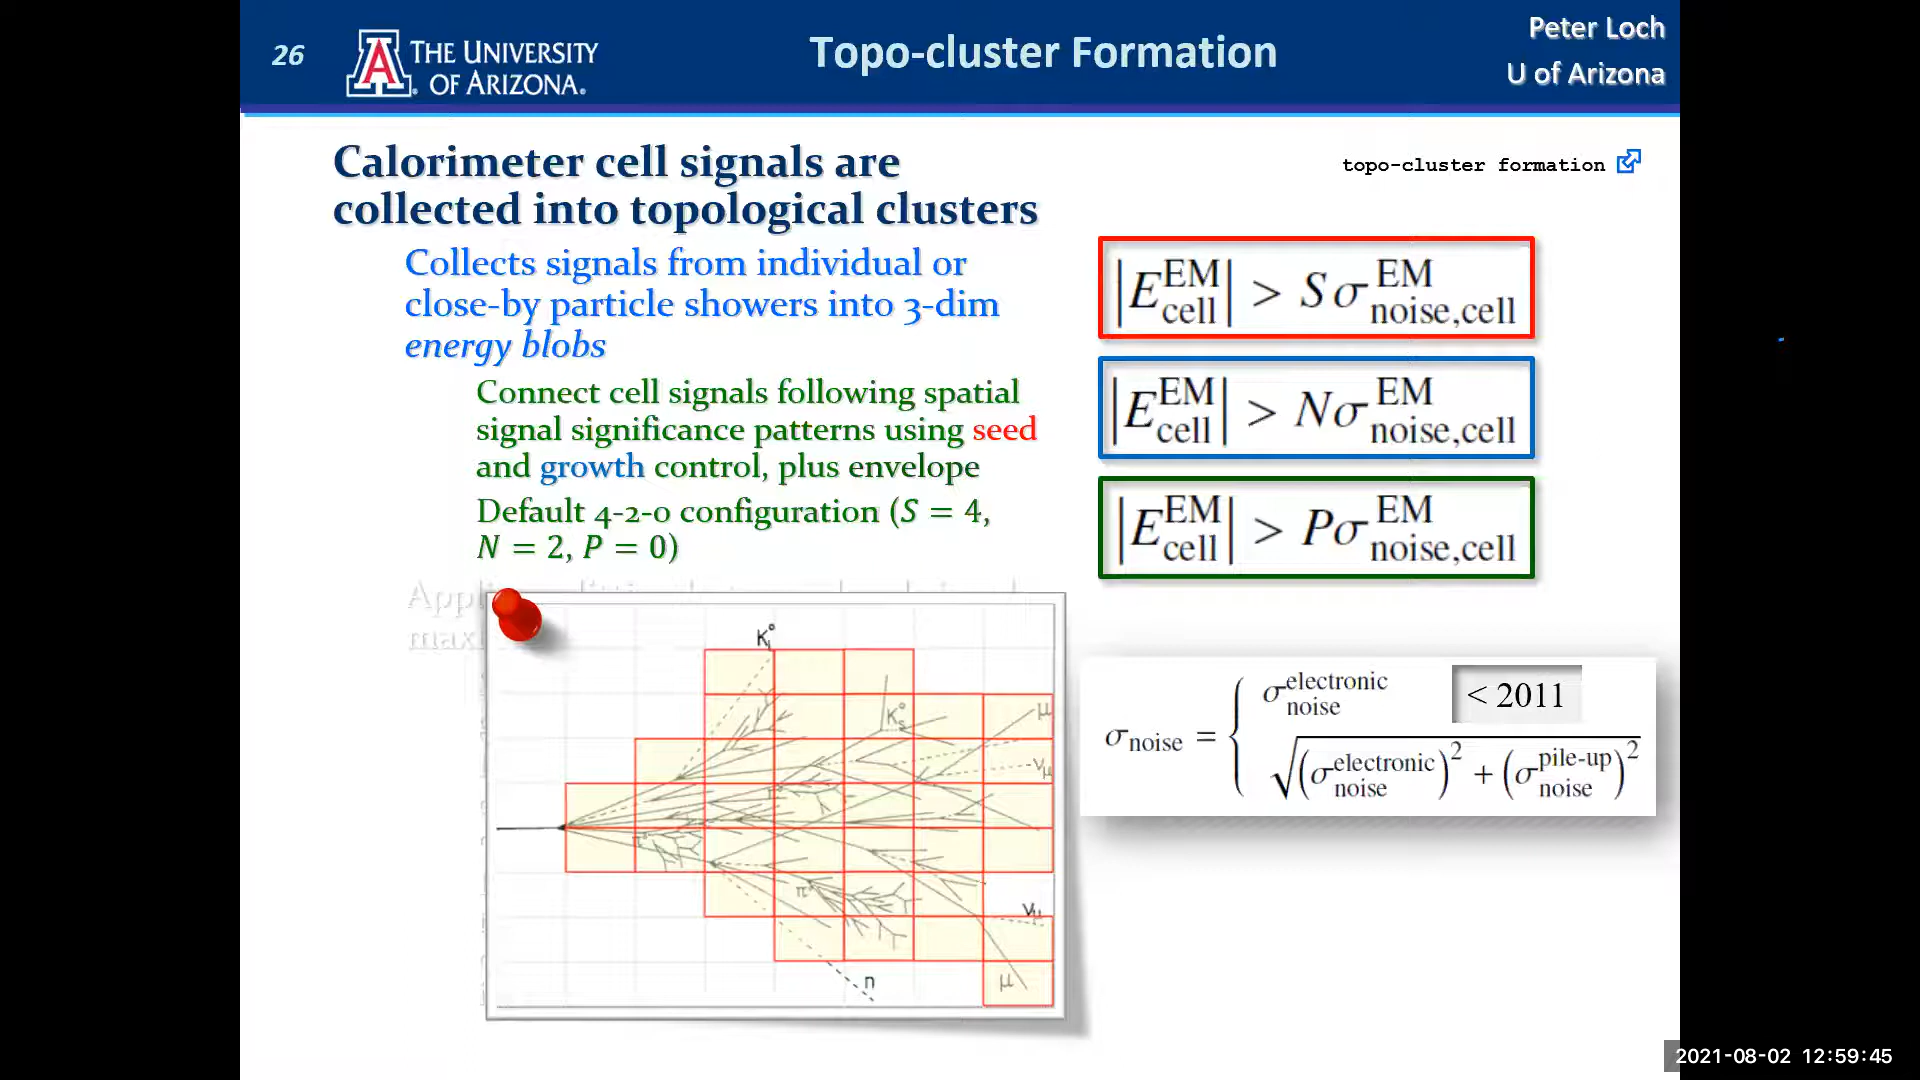 26
THE UNIVERSITY
OF ARIZONA.
Topo-cluster Formation
Peter Loch
U of Arizona
Calorimeter cell signals are
collected into topological clusters
topo-cluster formation
Collects signals from individual or
close-by particle showers into 3-dim
energy blobs
Connect cell signals following spatial
signal significance patterns using seed
and growth control, plus envelope
Default 4-2-0 configuration (S = 4,
N = 2, P = 0)
|E^EM_cell| > Sσ^EM_noise,cell
|E^EM_cell| > Nσ^EM_noise,cell
|E^EM_cell| > Pσ^EM_noise,cell
σ_noise = { σ^electronic_noise < 2011
√((σ^electronic_noise)² + (σ^pile-up_noise)²)
K°L
K°s
μ
νμ
π°
π°
π°
νμ
n
μ
2021-08-02 12:59:45